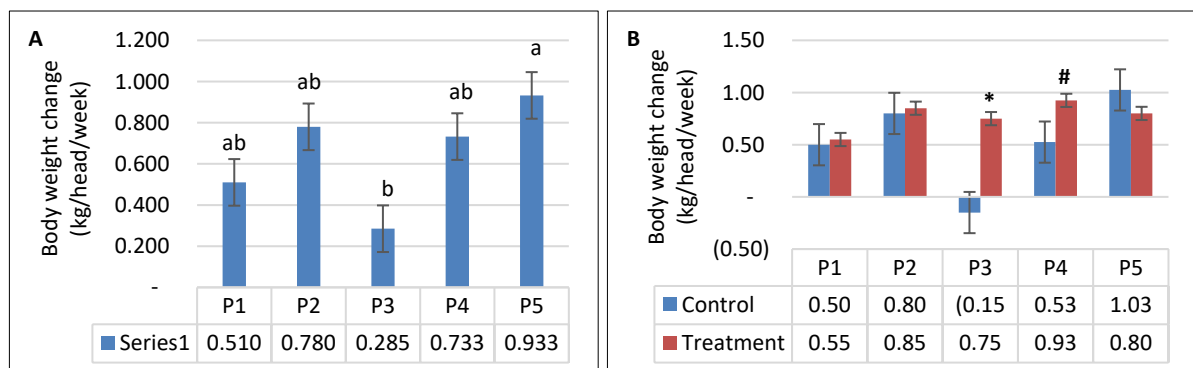 A
Body weight change
(kg/head/week)
1.200
1.000
0.800
0.600
0.400
0.200
-
ab
ab
b
ab
a
P1 P2 P3 P4 P5
Series1 0.510 0.780 0.285 0.733 0.933
B
Body weight change
(kg/head/week)
1.50
1.00
0.50
-
(0.50)
*
#
P1 P2 P3 P4 P5
Control 0.50 0.80 (0.15 0.53 1.03
Treatment 0.55 0.85 0.75 0.93 0.80